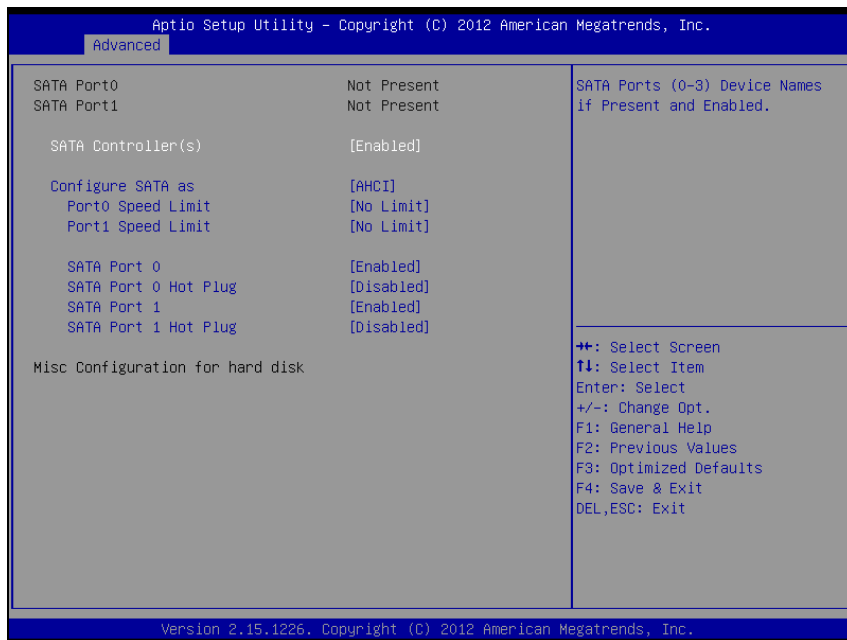 Aptio Setup Utility – Copyright (C) 2012 American Megatrends, Inc.
Advanced
SATA Port0 Not Present
SATA Port1 Not Present
SATA Controller(s) [Enabled]
Configure SATA as [AHCI]
Port0 Speed Limit [No Limit]
Port1 Speed Limit [No Limit]
SATA Port 0 [Enabled]
SATA Port 0 Hot Plug [Disabled]
SATA Port 1 [Enabled]
SATA Port 1 Hot Plug [Disabled]
Misc Configuration for hard disk
SATA Ports (0-3) Device Names
if Present and Enabled.
→←: Select Screen
↑↓: Select Item
Enter: Select
+/-: Change Opt.
F1: General Help
F2: Previous Values
F3: Optimized Defaults
F4: Save & Exit
DEL,ESC: Exit
Version 2.15.1226. Copyright (C) 2012 American Megatrends, Inc.